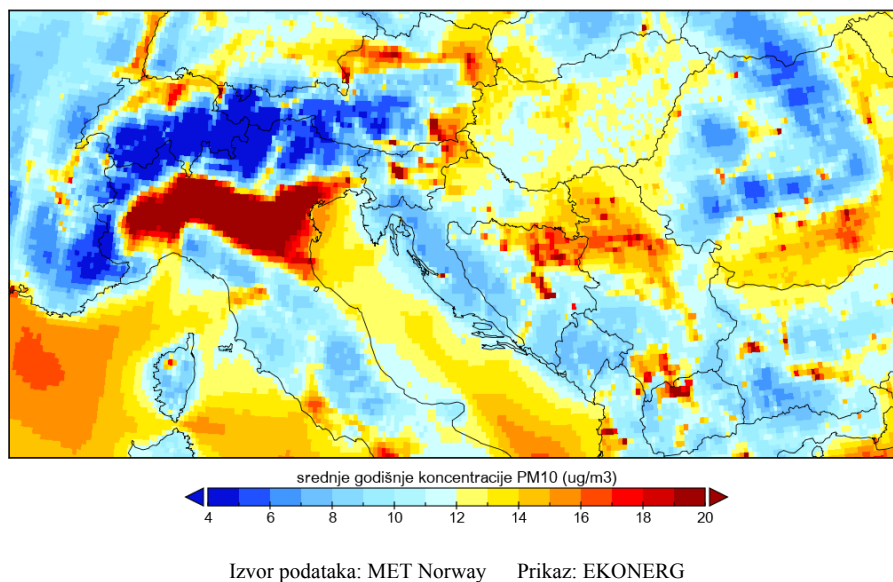 srednje godišnje koncentracije PM10 (ug/m3)
4 6 8 10 12 14 16 18 20
Izvor podataka: MET Norway Prikaz: EKONERG